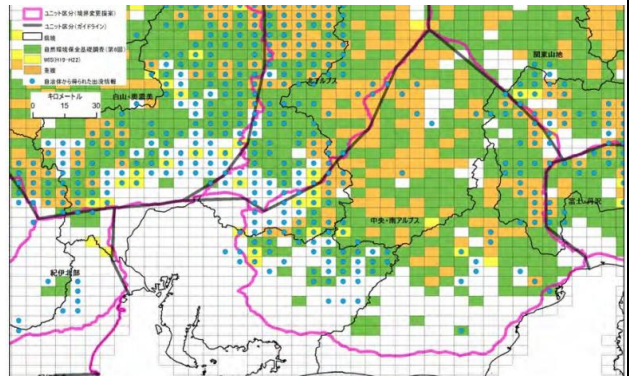 ユニット区分（境界変更提案）
ユニット区分（ガイドライン）
県境
自然環境保全基礎調査（第6回）
MID(H19-H22)
重複
自治体から得られた出没情報
キロメートル
0 15 30
白山・奥美濃
北アルプス
関東山地
中央・南アルプス
富士・丹沢
紀伊北部